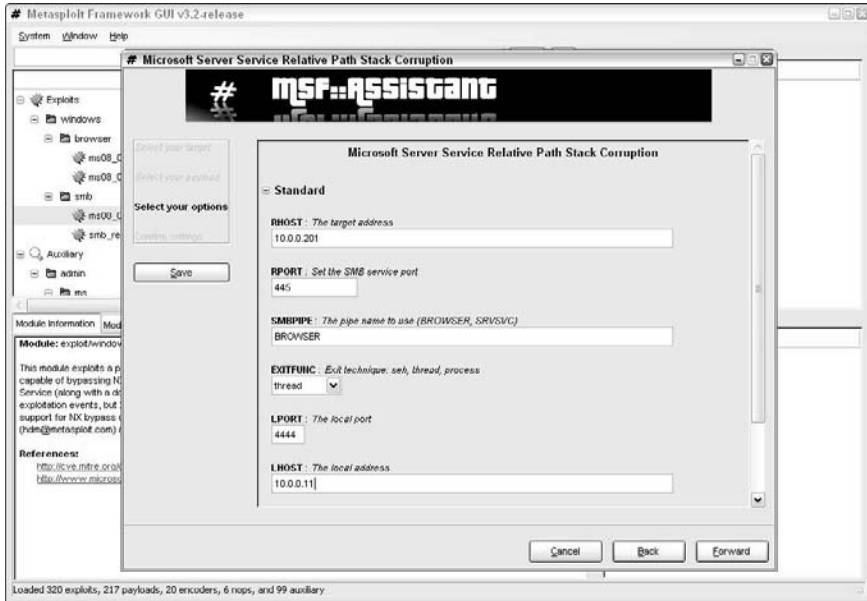 # Metasploit Framework GUI v3.2-release
System Window Help
# Microsoft Server Service Relative Path Stack Corruption
# msf::Assistant
Exploits
windows
browser
ms08_0
ms08_0
smb
ms08_0
smb_re
Auxiliary
admin
ms
Select your target
Select your payload
Select your options
Confirm settings
Save
Microsoft Server Service Relative Path Stack Corruption
Standard
RHOST : The target address
10.0.0.201
RPORT : Set the SMB service port
445
SMBPIPE : The pipe name to use (BROWSER, SRVSVC)
BROWSER
EXITFUNC : Exit technique: seh, thread, process
thread
LPORT : The local port
4444
LHOST : The local address
10.0.0.11
Cancel Back Forward
Module Information Mod
Module: exploit/window
This module exploits a p
capable of bypassing NX
Service (along with a do
exploitation events, but
support for NX bypass
(hdm@metasploit.com)
References:
http://cve.mitre.org/
http://www.microso
Loaded 320 exploits, 217 payloads, 20 encoders, 6 nops, and 99 auxiliary